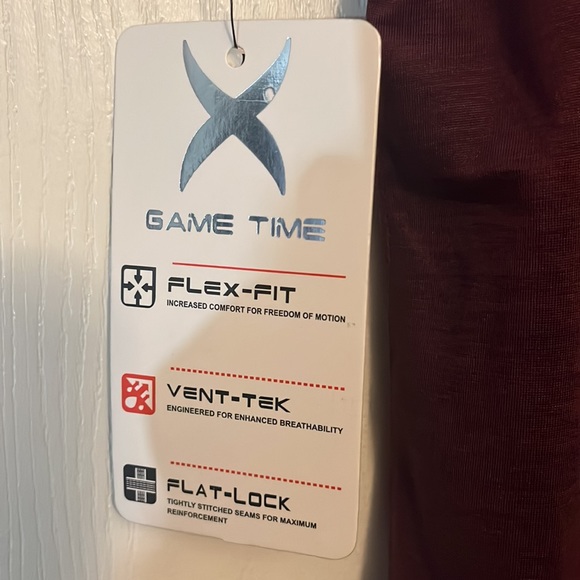 GAME TIME
FLEX-FIT
INCREASED COMFORT FOR FREEDOM OF MOTION
VENT-TEK
ENGINEERED FOR ENHANCED BREATHABILITY
FLAT-LOCK
TIGHTLY STITCHED SEAMS FOR MAXIMUM
REINFORCEMENT